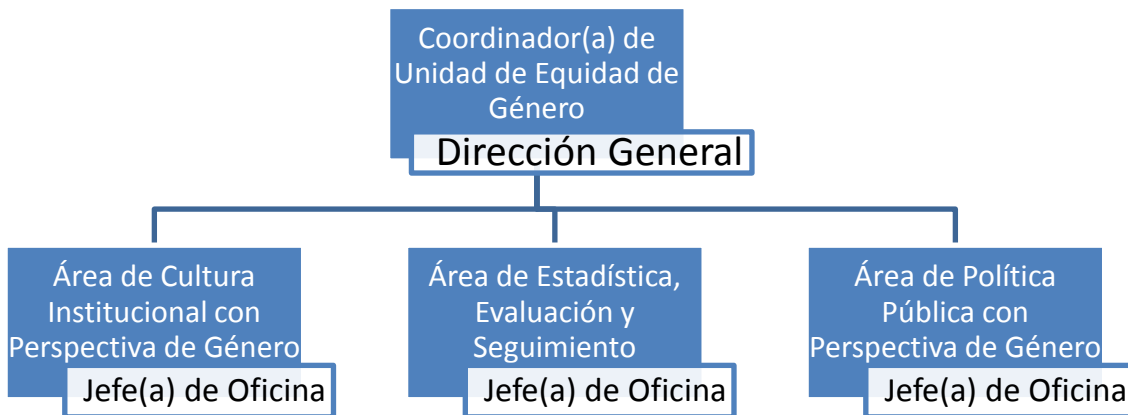 Coordinador(a) de
Unidad de Equidad de
Género
Dirección General
Área de Cultura
Institucional con
Perspectiva de Género
Jefe(a) de Oficina
Área de Estadística,
Evaluación y
Seguimiento
Jefe(a) de Oficina
Área de Política
Pública con
Perspectiva de Género
Jefe(a) de Oficina